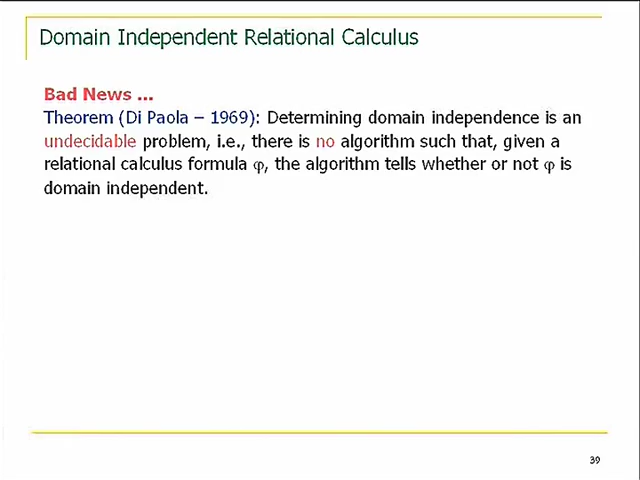 Domain Independent Relational Calculus
Bad News ...
Theorem (Di Paola – 1969): Determining domain independence is an
undecidable problem, i.e., there is no algorithm such that, given a
relational calculus formula φ, the algorithm tells whether or not φ is
domain independent.
39